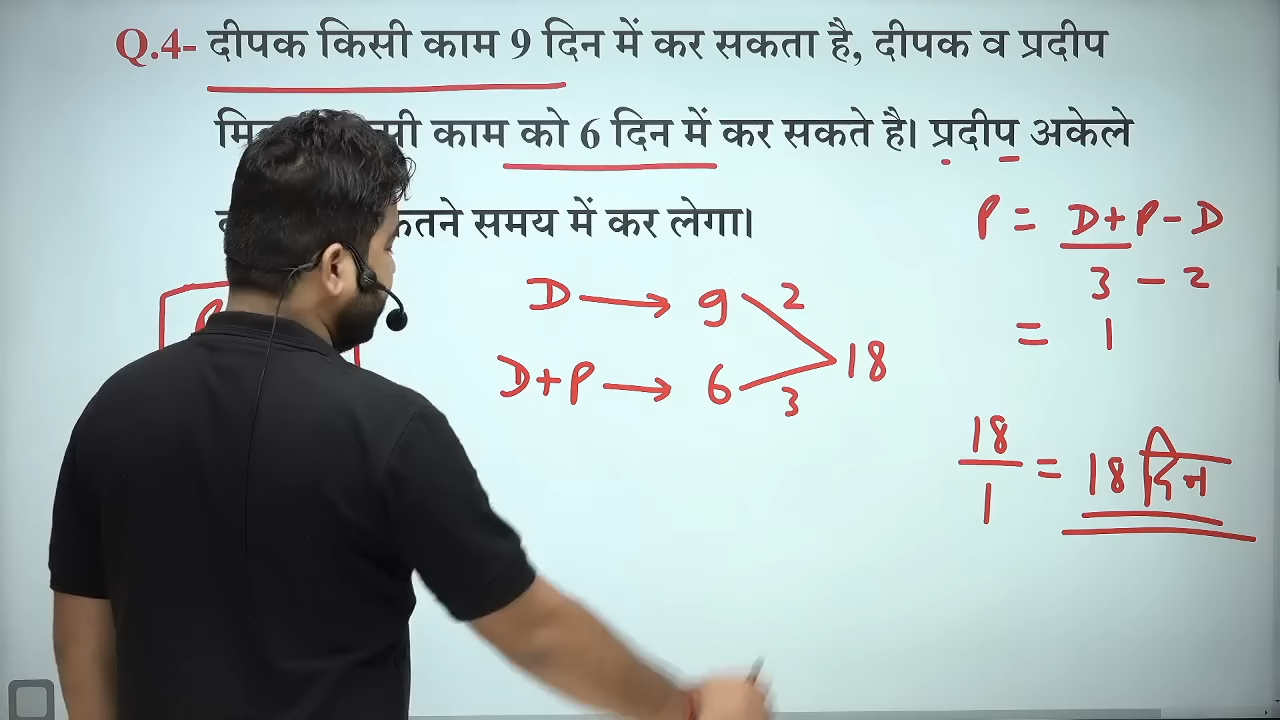 Q.4- दीपक किसी काम 9 दिन में कर सकता है, दीपक व प्रदीप
काम को 6 दिन में कर सकते है। प्रदीप अकेले
समय में कर लेगा।
P = D+P-D
3-2
= 1
D → 9 2
D+P → 6 3
18
18/1 = 18 दिन